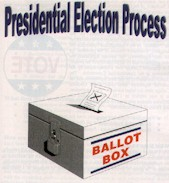 Presidential Election Process
VOTE
BALLOT
BOX